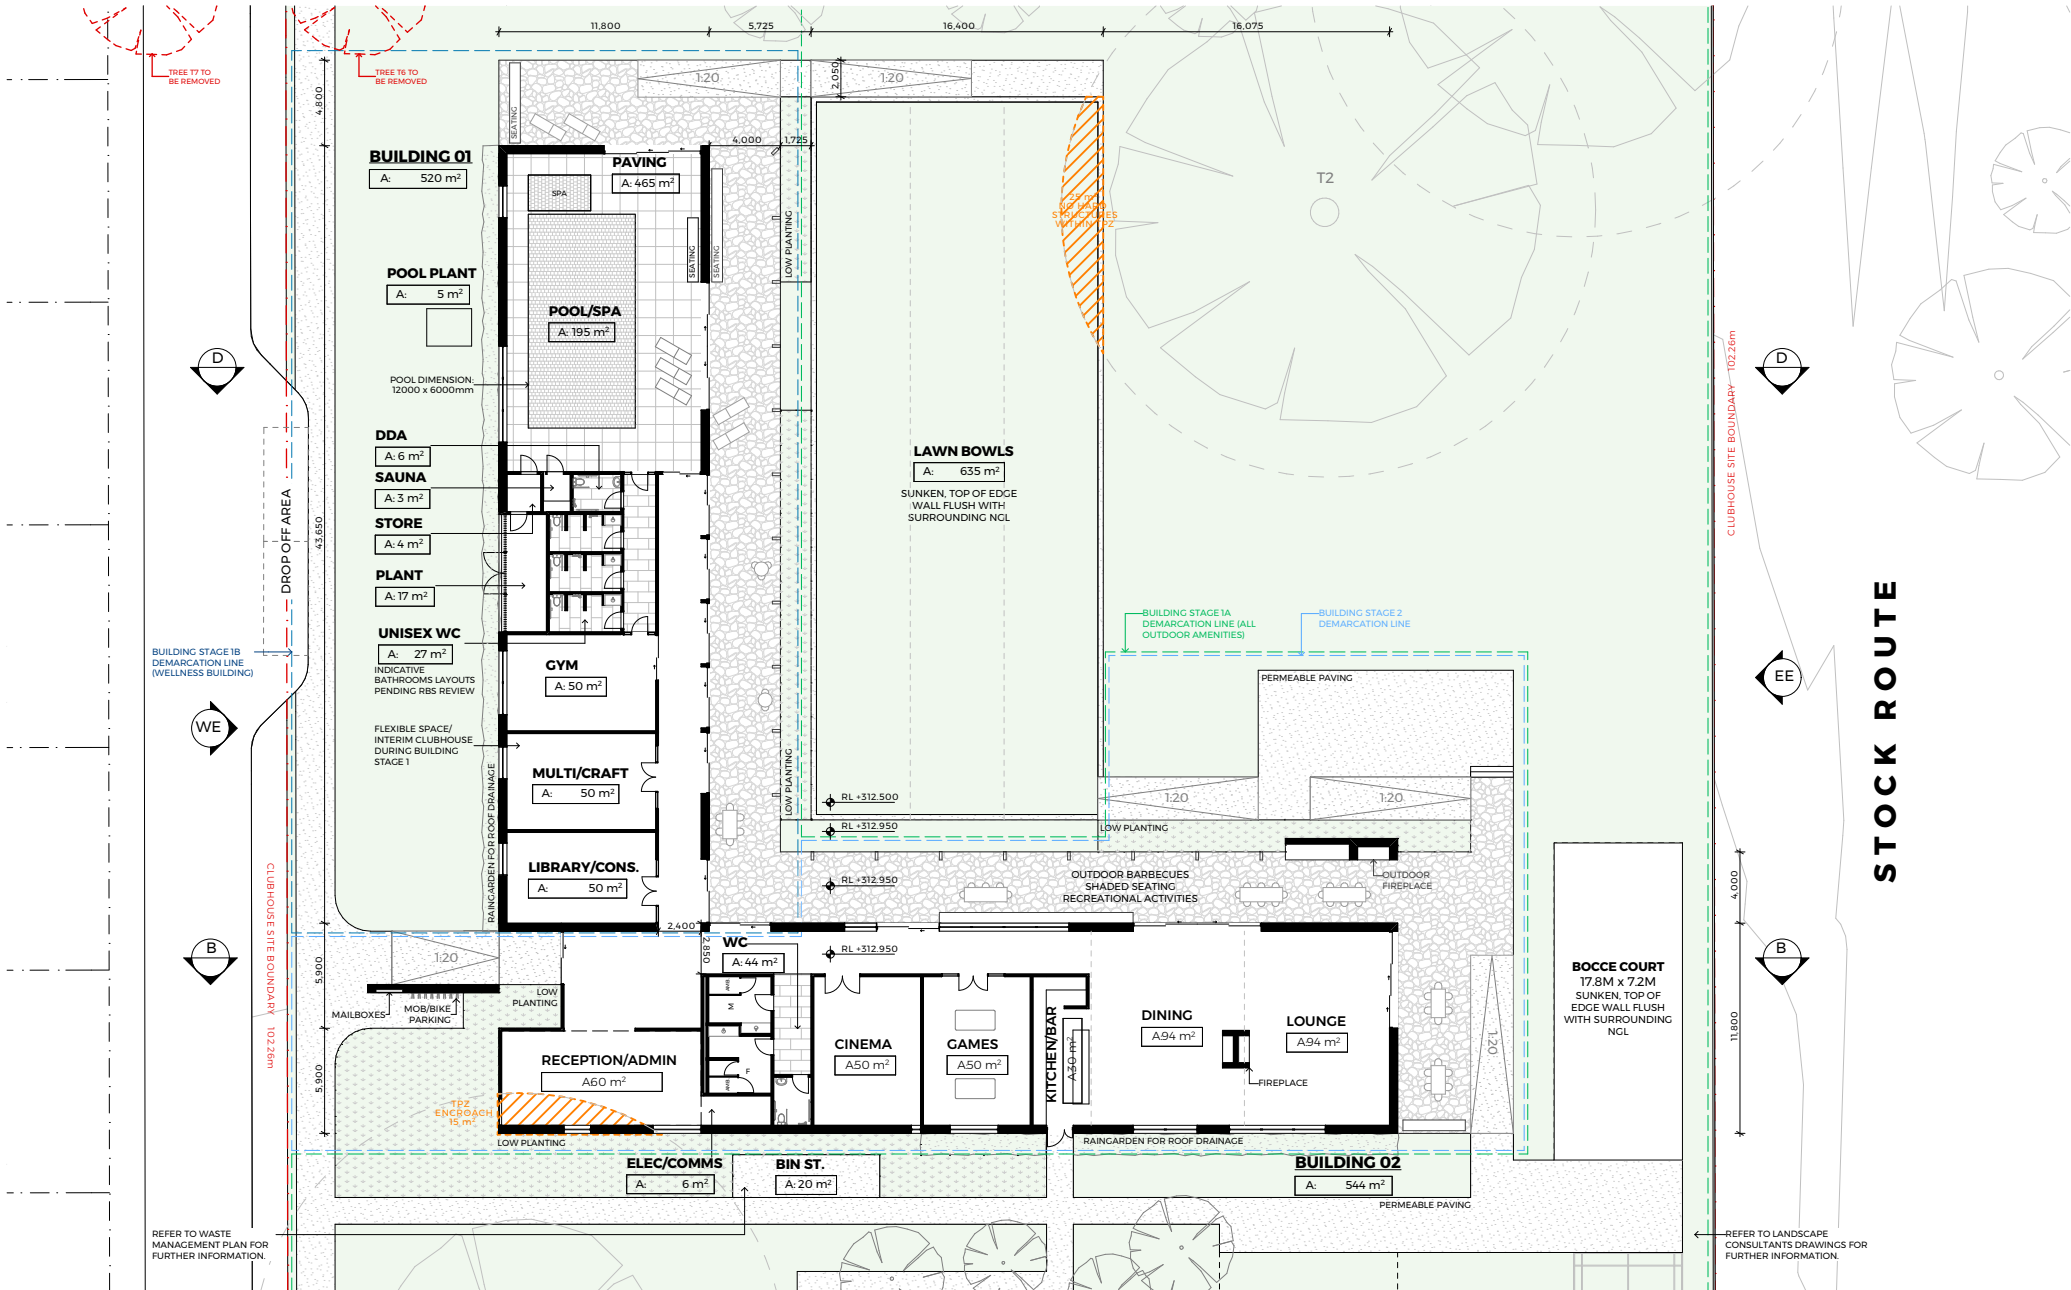 11,800
5,725
16,400
16,075
TREE T7 TO
BE REMOVED
TREE T6 TO
BE REMOVED
4,800
SEATING
1:20
2,050
1:20
4,000
1,725
BUILDING 01
A: 520 m²
PAVING
A: 465 m²
SPA
T2
25 m²
NO HARD
STRUCTURES
WITHIN TPZ
LOW PLANTING
SEATING
SEATING
POOL PLANT
A: 5 m²
POOL/SPA
A: 195 m²
POOL DIMENSION:
12000 x 6000mm
D
D
CLUBHOUSE SITE BOUNDARY 102.26m
DDA
A: 6 m²
SAUNA
A: 3 m²
STORE
A: 4 m²
PLANT
A: 17 m²
UNISEX WC
A: 27 m²
INDICATIVE
BATHROOMS LAYOUTS
PENDING RBS REVIEW
DROP OFF AREA
43,650
LAWN BOWLS
A: 635 m²
SUNKEN, TOP OF EDGE
WALL FLUSH WITH
SURROUNDING NGL
BUILDING STAGE 1A
DEMARCATION LINE (ALL
OUTDOOR AMENITIES)
BUILDING STAGE 2
DEMARCATION LINE
BUILDING STAGE 1B
DEMARCATION LINE
(WELLNESS BUILDING)
GYM
A: 50 m²
PERMEABLE PAVING
EE
WE
STOCK ROUTE
FLEXIBLE SPACE/
INTERIM CLUBHOUSE
DURING BUILDING
STAGE 1
MULTI/CRAFT
A: 50 m²
RAINGARDEN FOR ROOF DRAINAGE
LOW PLANTING
RL +312.500
1:20
1:20
RL +312.950
LOW PLANTING
LIBRARY/CONS.
A: 50 m²
RL +312.950
OUTDOOR BARBECUES
SHADED SEATING
RECREATIONAL ACTIVITIES
OUTDOOR
FIREPLACE
4,000
CLUBHOUSE SITE BOUNDARY 102.26m
2,400
2,850
WC
A: 44 m²
RL +312.950
B
B
1:20
5,900
LOW
PLANTING
MAILBOXES
MOB/BIKE
PARKING
AMB
M
F
AMB
BOCCE COURT
17.8M x 7.2M
SUNKEN, TOP OF
EDGE WALL FLUSH
WITH SURROUNDING
NGL
RECEPTION/ADMIN
A60 m²
CINEMA
A50 m²
GAMES
A50 m²
KITCHEN/BAR
A30 m²
DINING
A94 m²
LOUNGE
A94 m²
FIREPLACE
1:20
11,800
5,900
TPZ
ENCROACH
15 m²
LOW PLANTING
RAINGARDEN FOR ROOF DRAINAGE
ELEC/COMMS
A: 6 m²
BIN ST.
A: 20 m²
BUILDING 02
A: 544 m²
PERMEABLE PAVING
REFER TO WASTE
MANAGEMENT PLAN FOR
FURTHER INFORMATION.
REFER TO LANDSCAPE
CONSULTANTS DRAWINGS FOR
FURTHER INFORMATION.